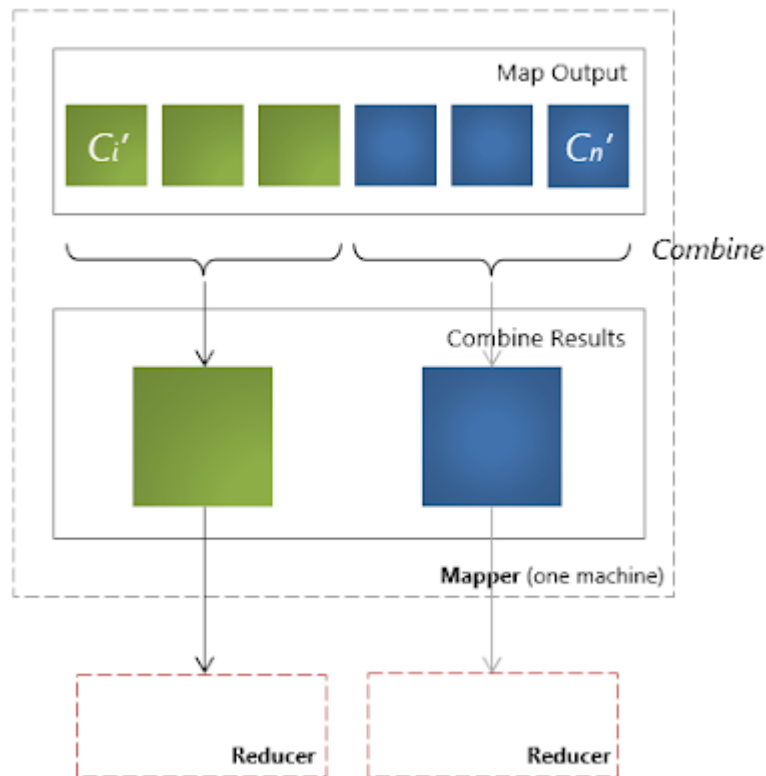 Map Output
Ci′
Cn′
Combine
Combine Results
Mapper (one machine)
Reducer
Reducer